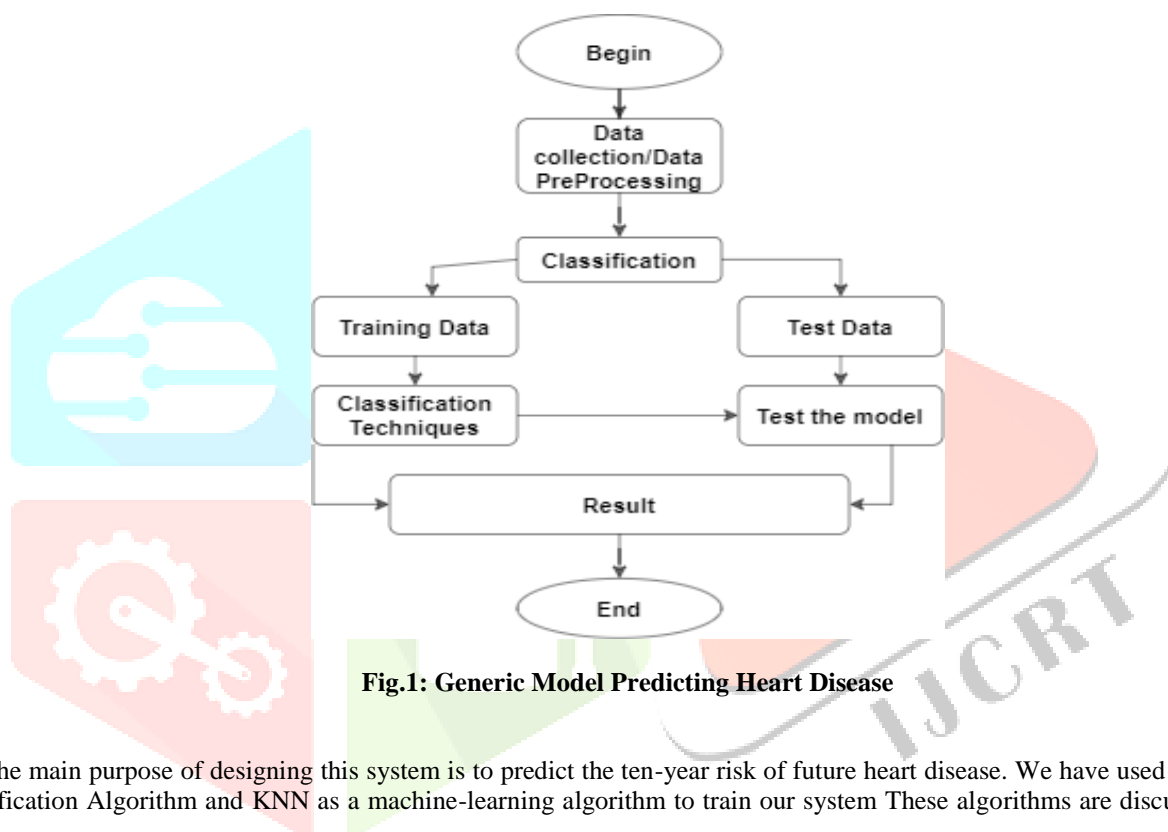 Begin
Data
collection/Data
PreProcessing
Classification
Training Data
Test Data
Classification
Techniques
Test the model
Result
End
IJCRT
Fig.1: Generic Model Predicting Heart Disease
he main purpose of designing this system is to predict the ten-year risk of future heart disease. We have used
fication Algorithm and KNN as a machine-learning algorithm to train our system These algorithms are discu